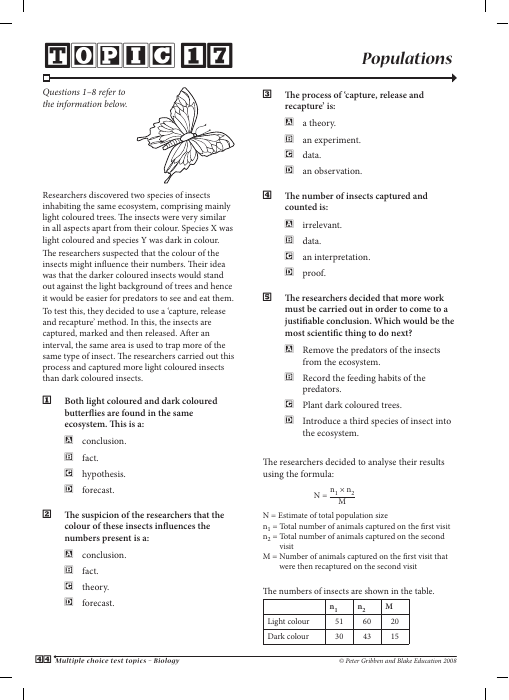 TOPIC 17
Populations
Questions 1–8 refer to
the information below.
Researchers discovered two species of insects
inhabiting the same ecosystem, comprising mainly
light coloured trees. The insects were very similar
in all aspects apart from their colour. Species X was
light coloured and species Y was dark in colour.
The researchers suspected that the colour of the
insects might influence their numbers. Their idea
was that the darker coloured insects would stand
out against the light background of trees and hence
it would be easier for predators to see and eat them.
To test this, they decided to use a 'capture, release
and recapture' method. In this, the insects are
captured, marked and then released. After an
interval, the same area is used to trap more of the
same type of insect. The researchers carried out this
process and captured more light coloured insects
than dark coloured insects.
1 Both light coloured and dark coloured
butterflies are found in the same
ecosystem. This is a:
A conclusion.
B fact.
C hypothesis.
D forecast.
2 The suspicion of the researchers that the
colour of these insects influences the
numbers present is a:
A conclusion.
B fact.
C theory.
D forecast.
3 The process of 'capture, release and
recapture' is:
A a theory.
B an experiment.
C data.
D an observation.
4 The number of insects captured and
counted is:
A irrelevant.
B data.
C an interpretation.
D proof.
5 The researchers decided that more work
must be carried out in order to come to a
justifiable conclusion. Which would be the
most scientific thing to do next?
A Remove the predators of the insects
from the ecosystem.
B Record the feeding habits of the
predators.
C Plant dark coloured trees.
D Introduce a third species of insect into
the ecosystem.
The researchers decided to analyse their results
using the formula:
N = n₁ × n₂ / M
N = Estimate of total population size
n₁ = Total number of animals captured on the first visit
n₂ = Total number of animals captured on the second
visit
M = Number of animals captured on the first visit that
were then recaptured on the second visit
The numbers of insects are shown in the table.
n₁ n₂ M
Light colour 51 60 20
Dark colour 30 43 15
44 Multiple choice test topics – Biology
© Peter Gribben and Blake Education 2008